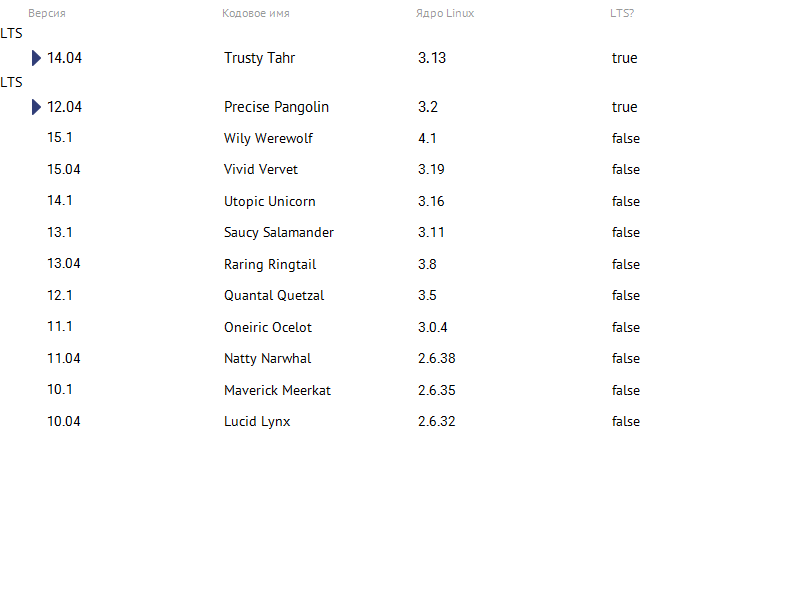 Версия Кодовое имя Ядро Linux LTS?
LTS
14.04 Trusty Tahr 3.13 true
LTS
12.04 Precise Pangolin 3.2 true
15.1 Wily Werewolf 4.1 false
15.04 Vivid Vervet 3.19 false
14.1 Utopic Unicorn 3.16 false
13.1 Saucy Salamander 3.11 false
13.04 Raring Ringtail 3.8 false
12.1 Quantal Quetzal 3.5 false
11.1 Oneiric Ocelot 3.0.4 false
11.04 Natty Narwhal 2.6.38 false
10.1 Maverick Meerkat 2.6.35 false
10.04 Lucid Lynx 2.6.32 false